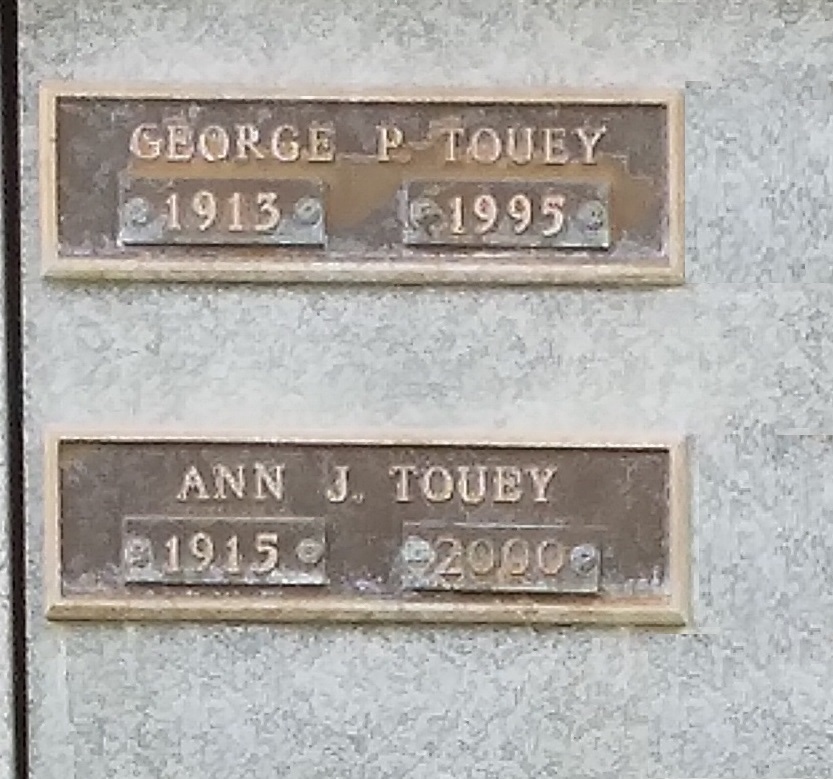 GEORGE P. TOUEY
1913 1995
ANN J. TOUEY
1915 2000